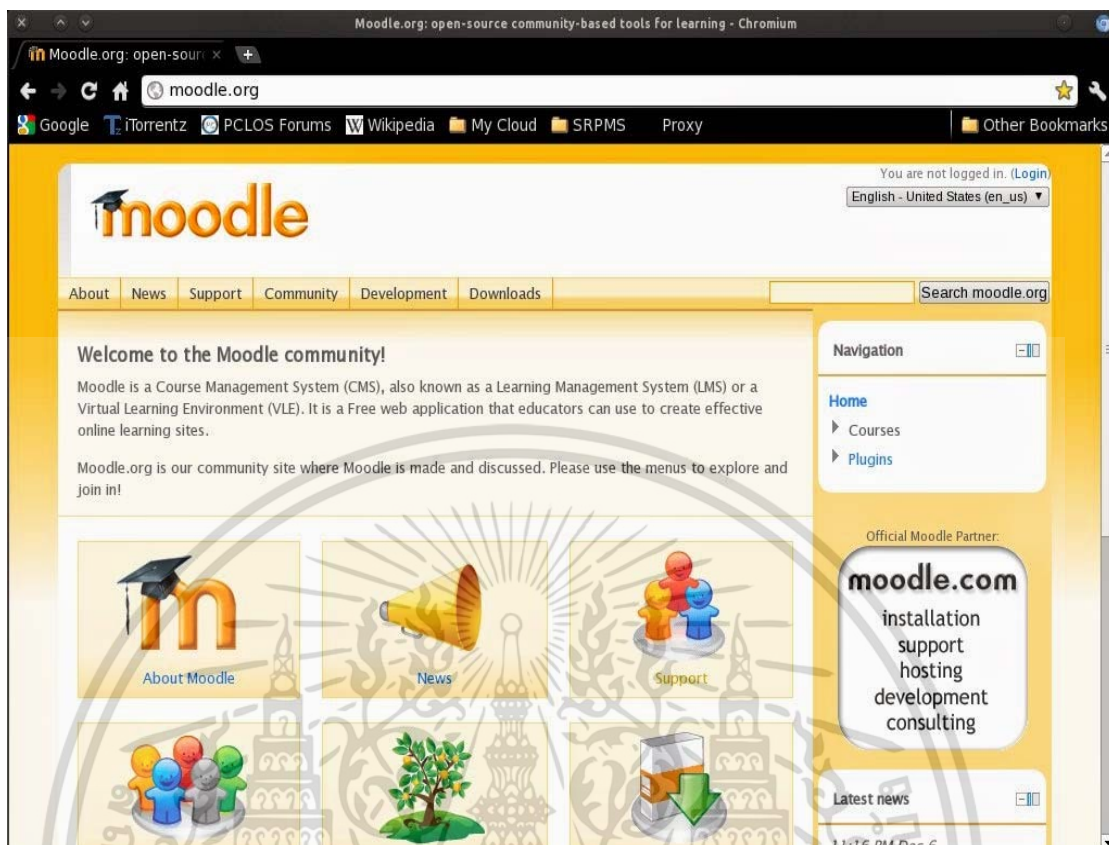 Moodle.org: open-source community-based tools for learning - Chromium
Moodle.org: open-sour
moodle.org
Google iTorrentz PCLOS Forums Wikipedia My Cloud SRPMS Proxy Other Bookmarks
You are not logged in. (Login)
English - United States (en_us)
moodle
About News Support Community Development Downloads
Search moodle.org
Welcome to the Moodle community!
Moodle is a Course Management System (CMS), also known as a Learning Management System (LMS) or a
Virtual Learning Environment (VLE). It is a Free web application that educators can use to create effective
online learning sites.
Moodle.org is our community site where Moodle is made and discussed. Please use the menus to explore and
join in!
About Moodle
News
Support
Navigation
Home
Courses
Plugins
Official Moodle Partner:
moodle.com
installation
support
hosting
development
consulting
Latest news